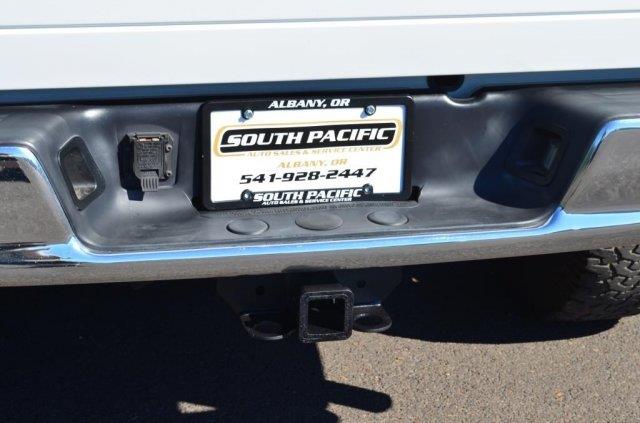 ALBANY, OR
SOUTH PACIFIC
AUTO SALES & SERVICE CENTER
ALBANY, OR
541-928-2447
SOUTH PACIFIC
AUTO SALES & SERVICE CENTER